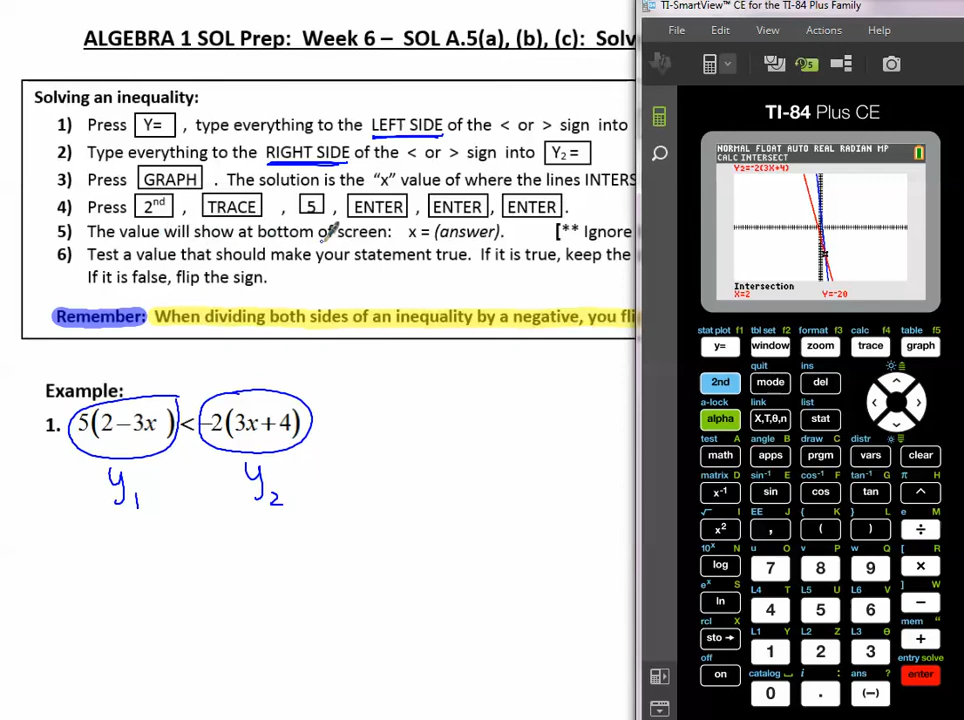 ALGEBRA 1 SOL Prep: Week 6 – SOL A.5(a), (b), (c): Solv
Solving an inequality:
1) Press Y= , type everything to the LEFT SIDE of the < or > sign into
2) Type everything to the RIGHT SIDE of the < or > sign into Y₂ =
3) Press GRAPH . The solution is the “x” value of where the lines INTERS
4) Press 2nd , TRACE , 5 , ENTER , ENTER , ENTER .
5) The value will show at bottom of screen: x = (answer). [** Ignore
6) Test a value that should make your statement true. If it is true, keep the
If it is false, flip the sign.
Remember: When dividing both sides of an inequality by a negative, you fli
Example:
1. 5(2−3x) < −2(3x+4)
y₁ y₂
TI-SmartView™ CE for the TI-84 Plus Family
File Edit View Actions Help
5
TI-84 Plus CE
NORMAL FLOAT AUTO REAL RADIAN MP
CALC INTERSECT
Y₂=-2(3X+4)
Intersection
X=2 Y=-20
stat plot f1 tbl set f2 format f3 calc f4 table f5
y= window zoom trace graph
quit ins
2nd mode del
a-lock link list
alpha X,T,θ,n stat
test A angle B draw C distr
math apps prgm vars clear
matrix D sin⁻¹ E cos⁻¹ F tan⁻¹ G π H
x⁻¹ sin cos tan ^
√ I EE J { K } L e M
x² , ( ) ÷
10ˣ N u O v P w Q [ R
log 7 8 9 ×
eˣ S L4 T L5 U L6 V ] W
ln 4 5 6 −
rcl X L1 Y L2 Z L3 θ mem “
sto→ 1 2 3 +
off catalog i : ans ? entry solve
on 0 . (−) enter